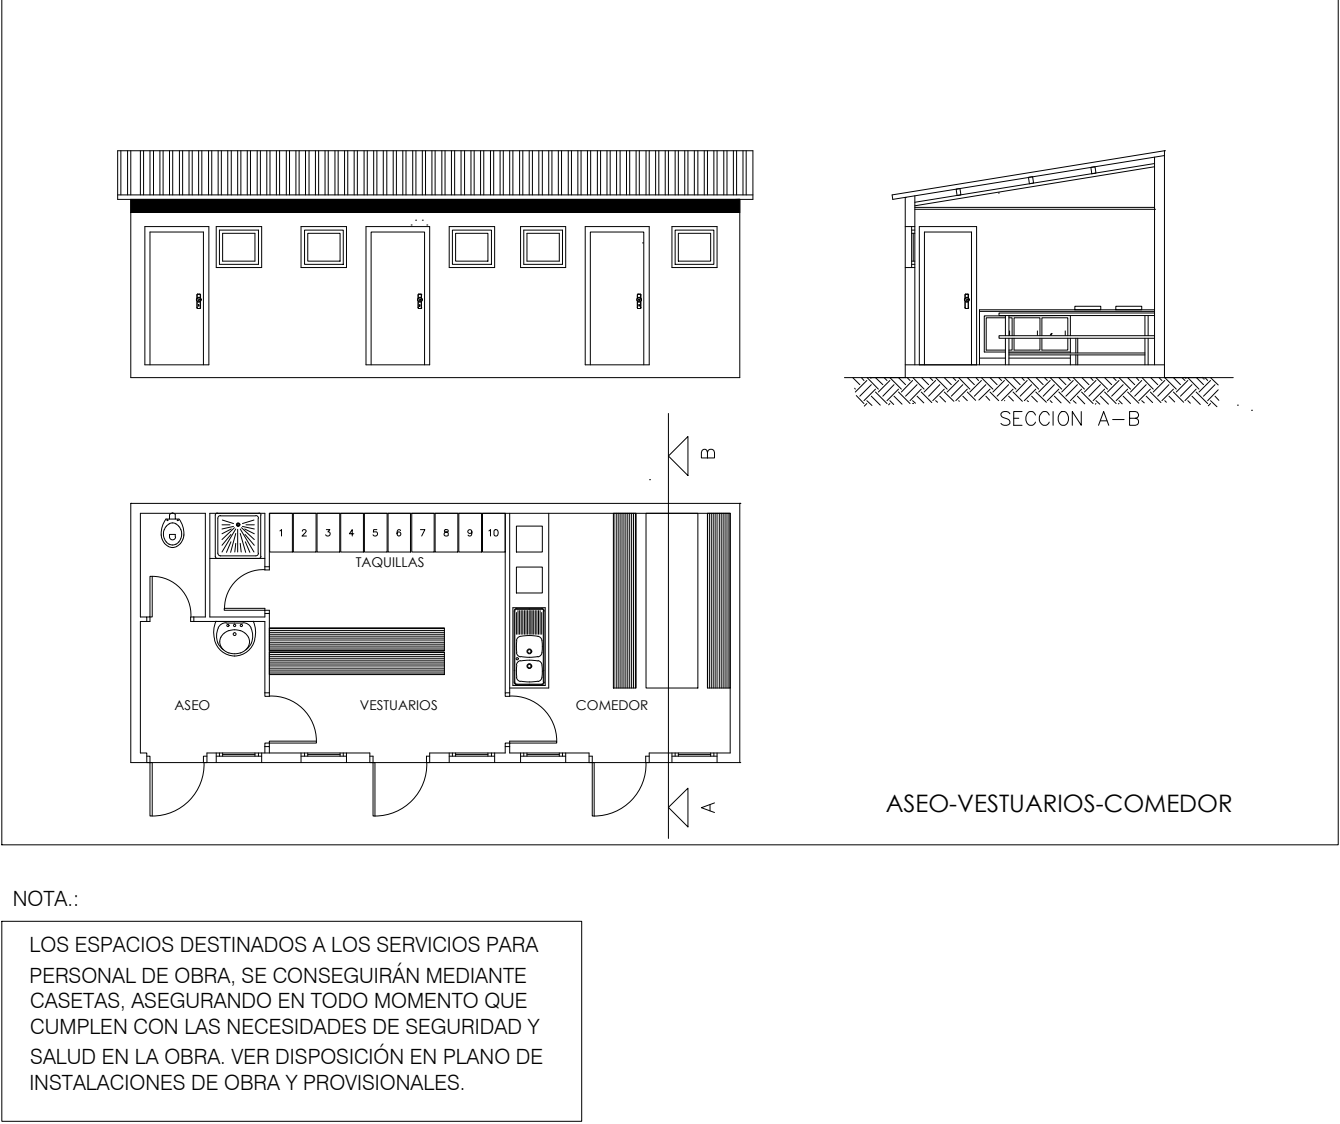 SECCION A-B
B
1 2 3 4 5 6 7 8 9 10
TAQUILLAS
ASEO
VESTUARIOS
COMEDOR
A
ASEO-VESTUARIOS-COMEDOR
NOTA.:
LOS ESPACIOS DESTINADOS A LOS SERVICIOS PARA
PERSONAL DE OBRA, SE CONSEGUIRÁN MEDIANTE
CASETAS, ASEGURANDO EN TODO MOMENTO QUE
CUMPLEN CON LAS NECESIDADES DE SEGURIDAD Y
SALUD EN LA OBRA. VER DISPOSICIÓN EN PLANO DE
INSTALACIONES DE OBRA Y PROVISIONALES.